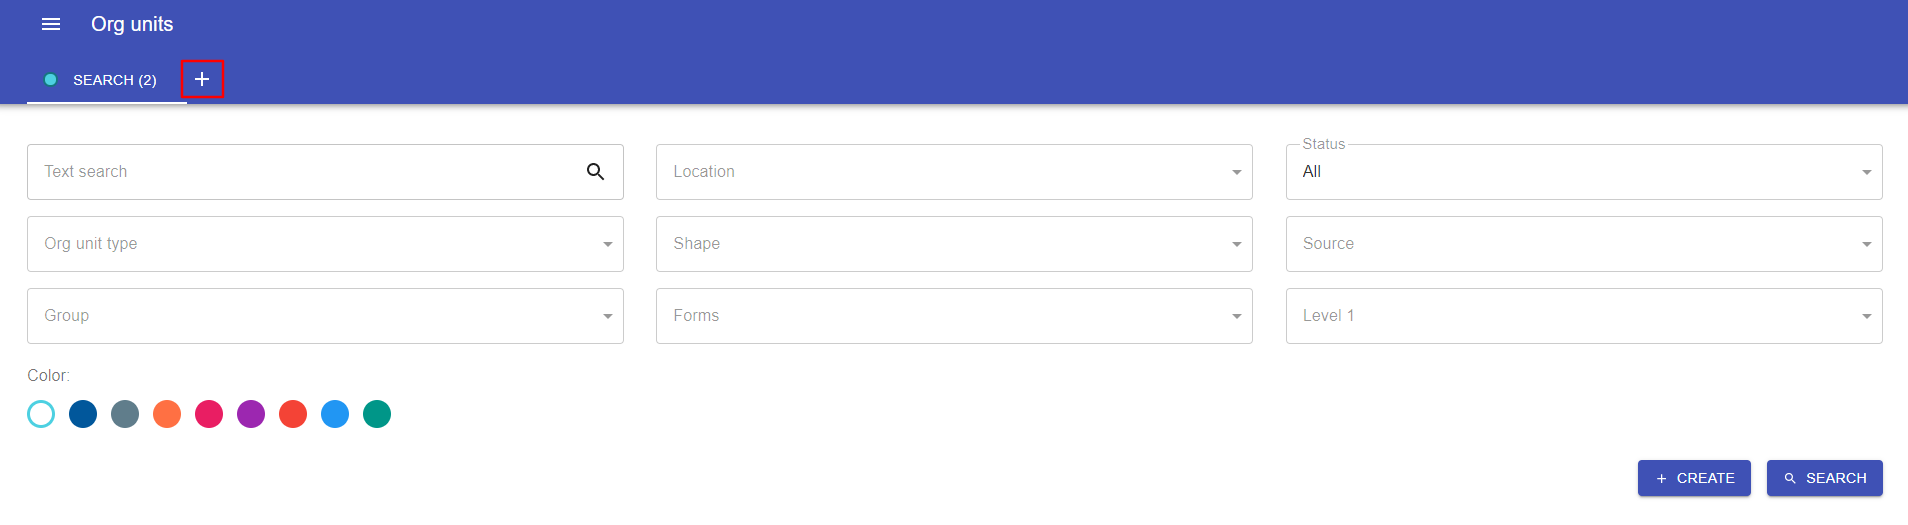 Org units
SEARCH (2)
Status
Text search
Location
All
Org unit type
Shape
Source
Group
Forms
Level 1
Color:
CREATE
SEARCH